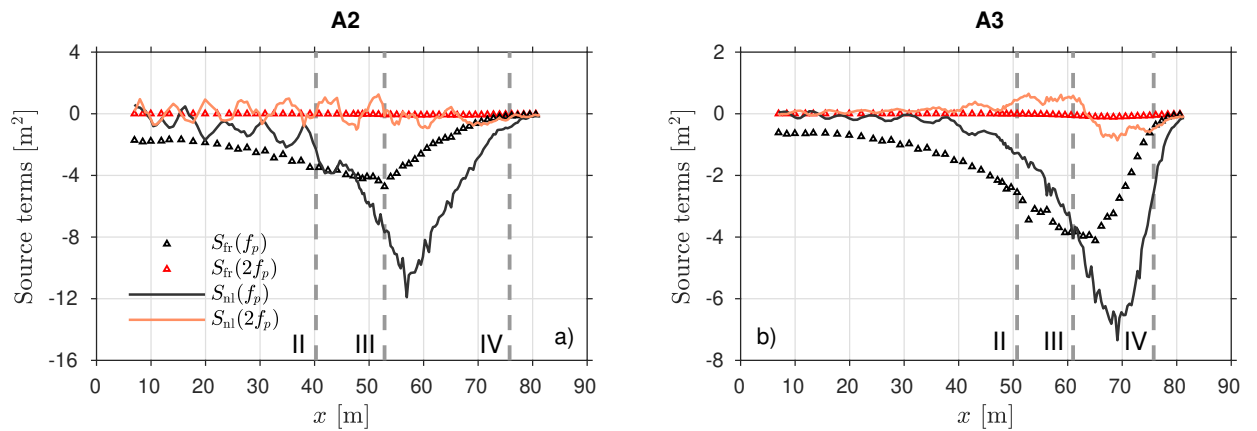 A2
Source terms [m²]
4
0
-4
-8
-12
-16
S_fr(f_p)
S_fr(2f_p)
S_nl(f_p)
S_nl(2f_p)
II
III
IV
a)
0 10 20 30 40 50 60 70 80 90
x [m]
A3
Source terms [m²]
2
0
-2
-4
-6
-8
b)
II
III
IV
0 10 20 30 40 50 60 70 80 90
x [m]